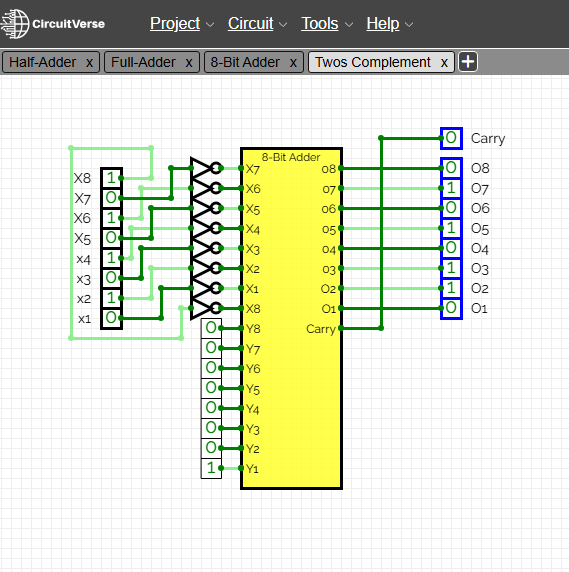 CircuitVerse Project Circuit Tools Help
Half-Adder x Full-Adder x 8-Bit Adder x Twos Complement x +
0 Carry
8-Bit Adder
X8 1 X7 o8 0 O8
X7 0 X6 o7 1 O7
X6 1 X5 o6 0 O6
X5 0 X4 o5 1 O5
x4 1 X3 o4 0 O4
x3 0 X2 o3 1 O3
x2 1 X1 O2 1 O2
x1 0 X8 O1 0 O1
0 Y8 Carry
0 Y7
0 Y6
0 Y5
0 Y4
0 Y3
0 Y2
1 Y1